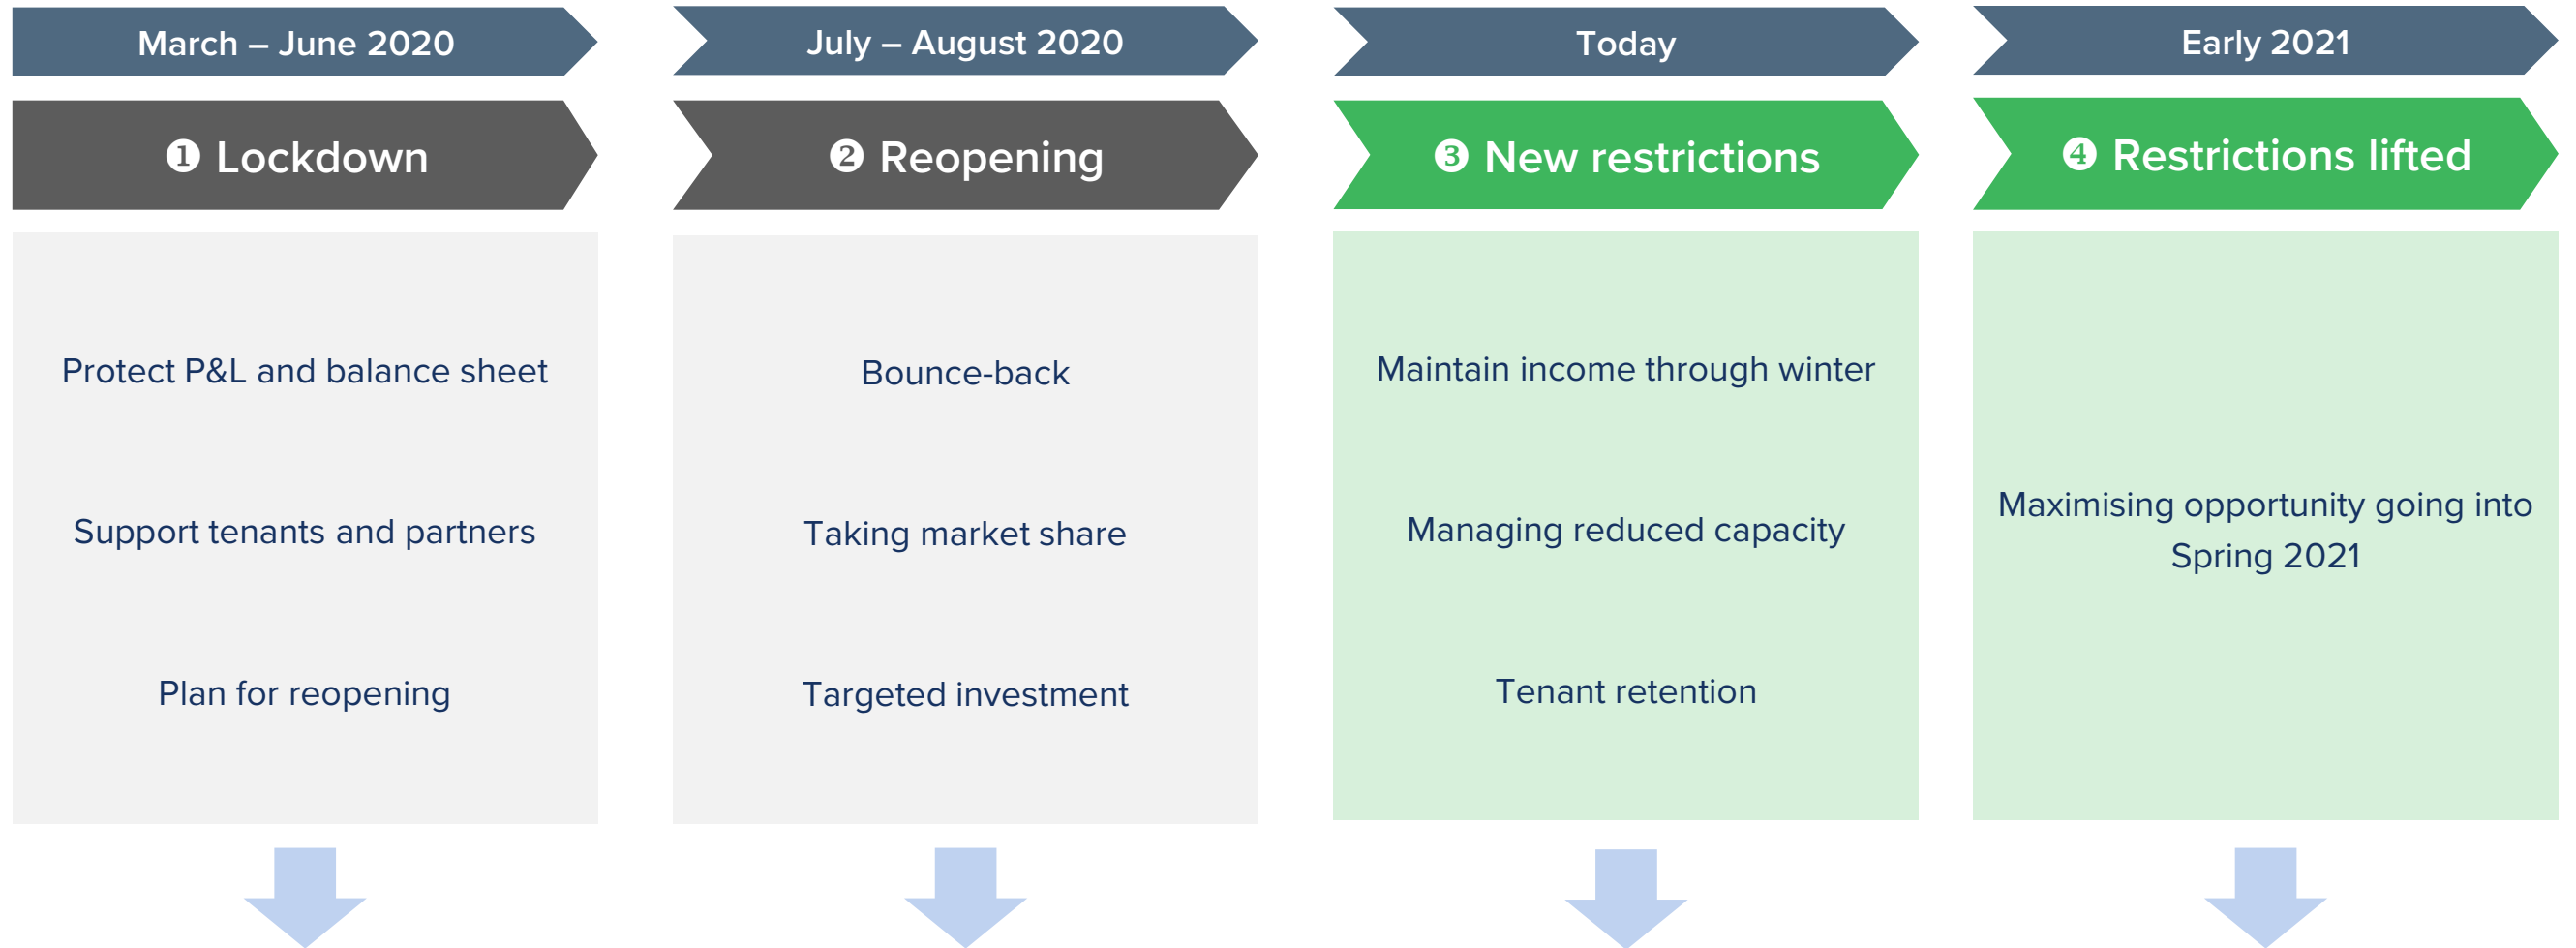 March – June 2020
❶ Lockdown
Protect P&L and balance sheet
Support tenants and partners
Plan for reopening
July – August 2020
❷ Reopening
Bounce-back
Taking market share
Targeted investment
Today
❸ New restrictions
Maintain income through winter
Managing reduced capacity
Tenant retention
Early 2021
❹ Restrictions lifted
Maximising opportunity going into
Spring 2021